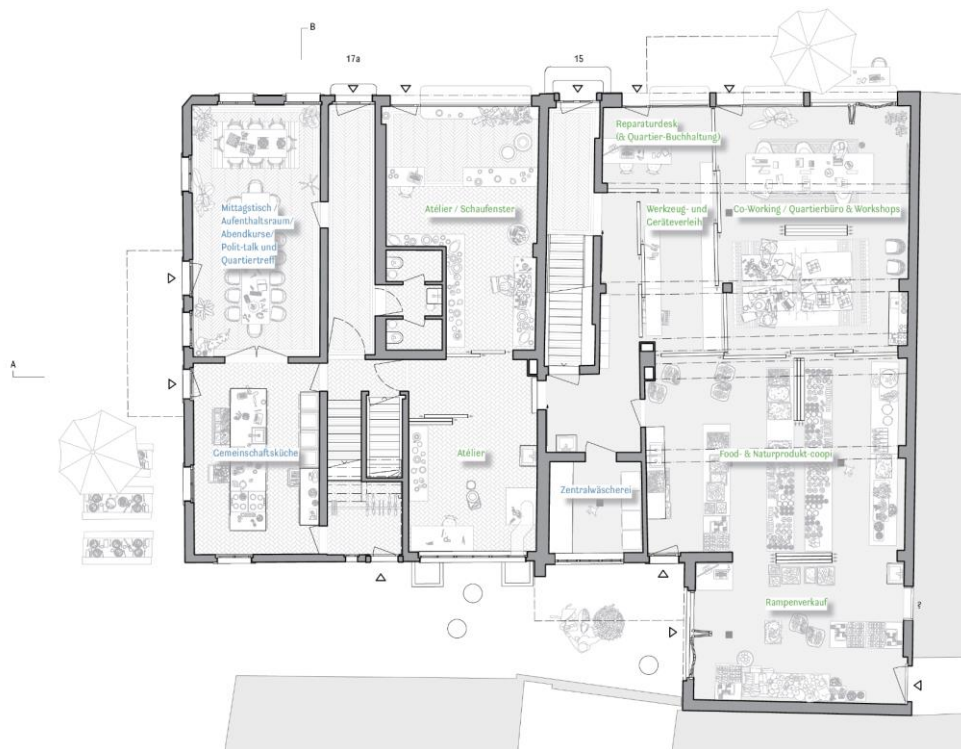 B
17a
15
Reparaturdesk
(& Quartier-Buchhaltung)
Mittagstisch /
Aufenthaltsraum/
Abendkurse/
Polit-talk und
Quartiertreff
Atélier / Schaufenster
Werkzeug- und
Geräteverleih
Co-Working / Quartierbüro & Workshops
A
Gemeinschaftsküche
Atélier
Zentralwäscherei
Food- & Naturprodukt-coopi
Rampenverkauf